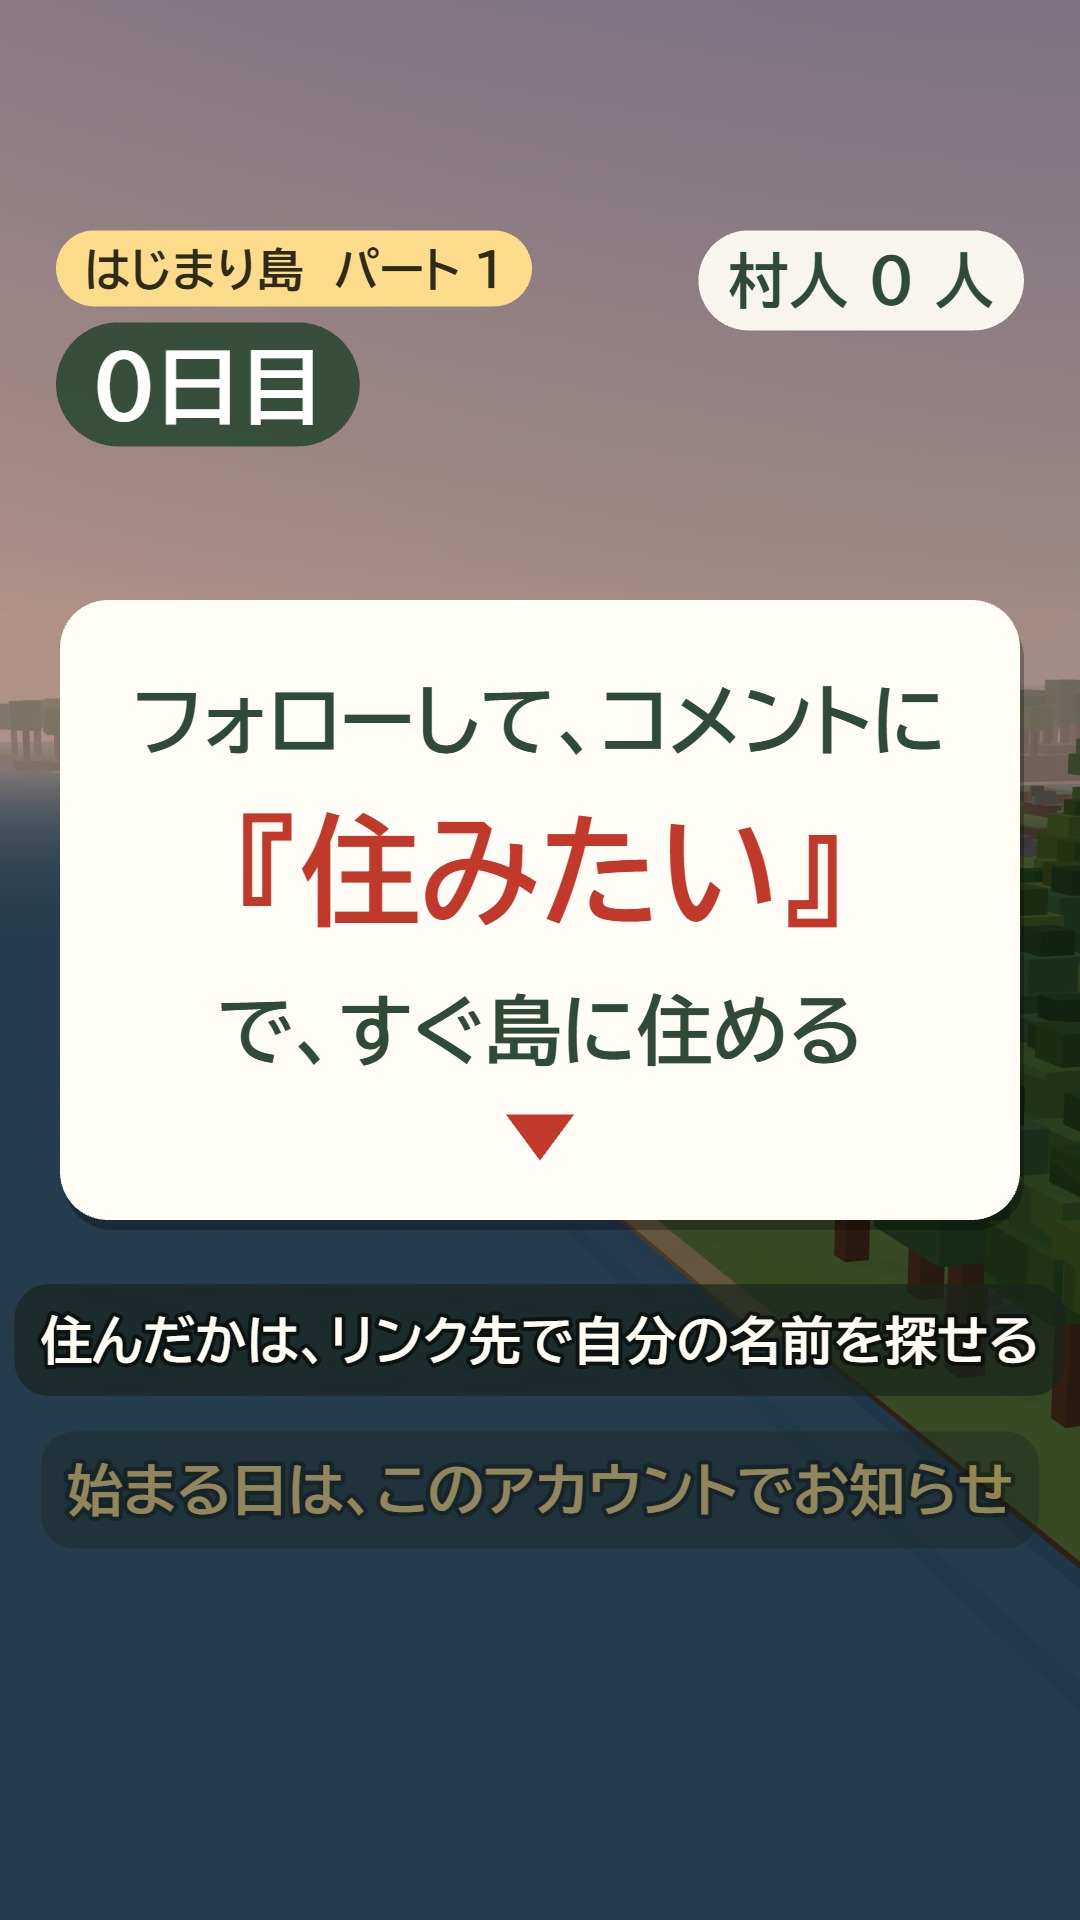 はじまり島 パート 1
村人 0 人
0日目
フォローして、コメントに
『住みたい』
で、すぐ島に住める
住んだかは、リンク先で自分の名前を探せる
始まる日は、このアカウントでお知らせ